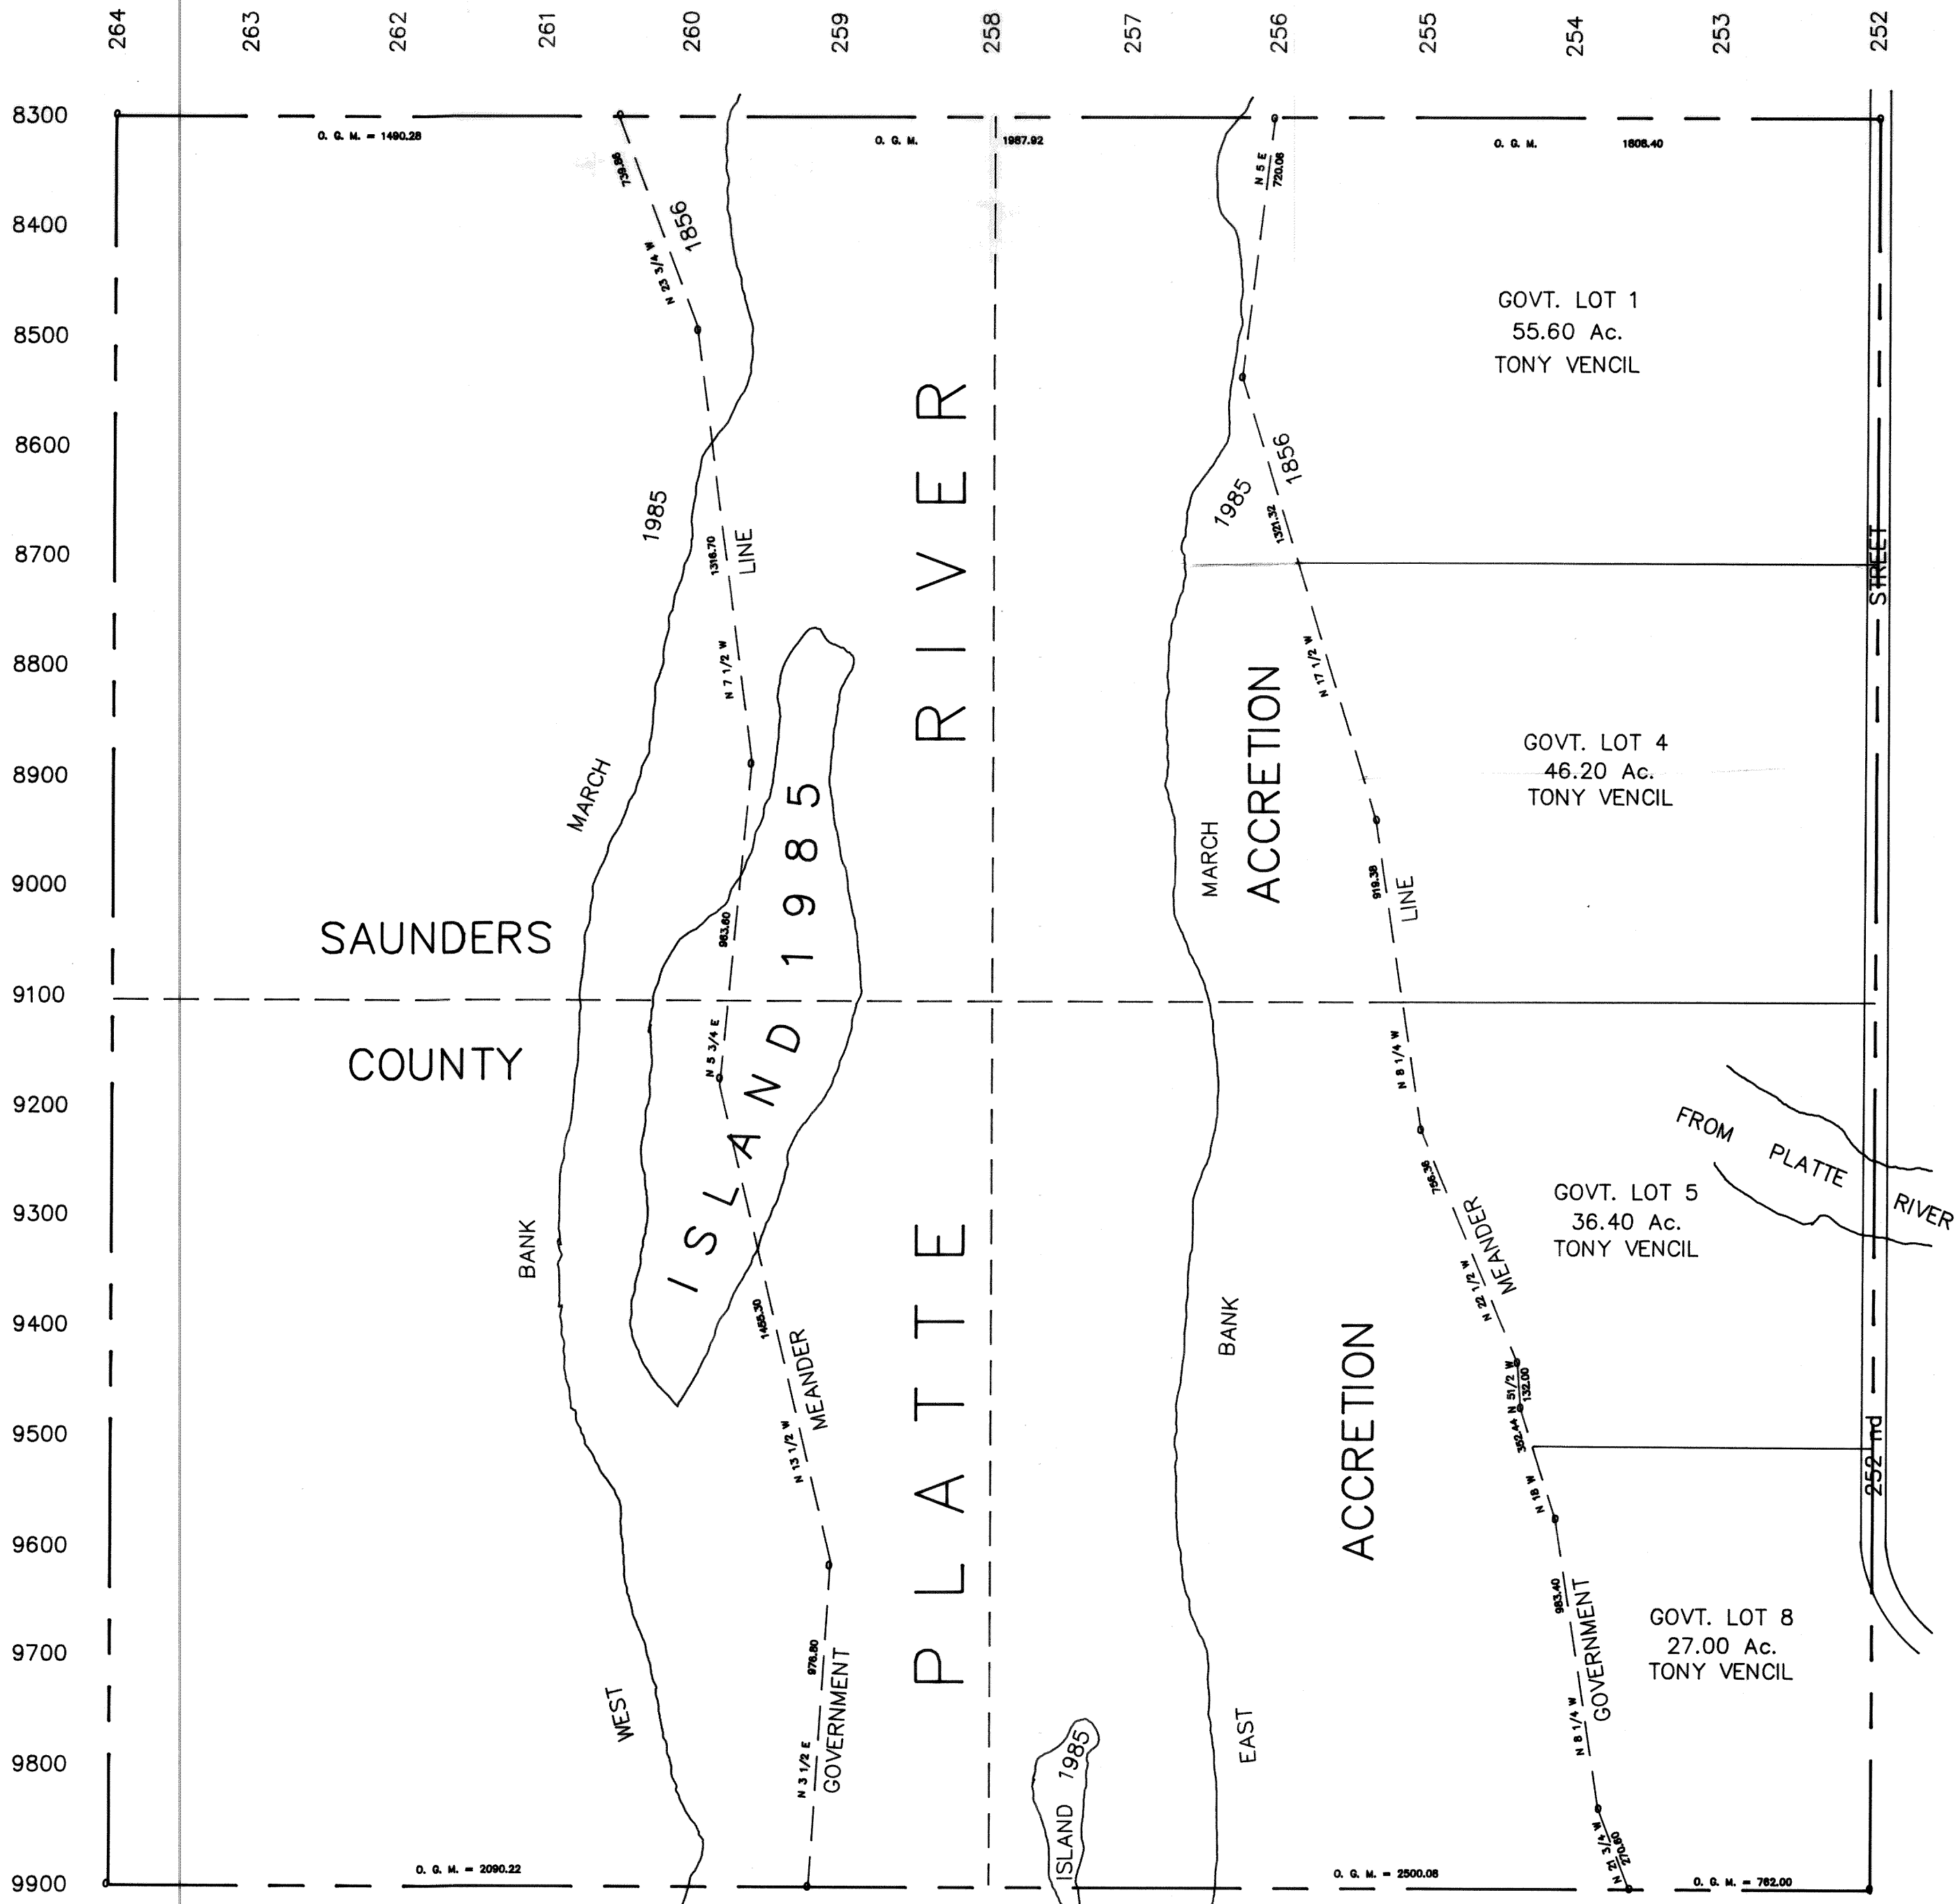 264
263
262
261
260
259
258
257
256
255
254
253
252
8300
8400
8500
8600
8700
8800
8900
9000
9100
9200
9300
9400
9500
9600
9700
9800
9900
O. G. M. = 1490.28
O. G. M. 1987.92
O. G. M. 1808.40
739.86
N 23 3/4 W
1856
1316.70
N 7 1/2 W
LINE
963.60
N 5 3/4 E
1455.30
N 13 1/2 W
MEANDER
976.80
N 3 1/2 E
GOVERNMENT
1985
MARCH
BANK
WEST
SAUNDERS
COUNTY
ISLAND 1985
PLATTE RIVER
ISLAND 1985
N 5 E
720.06
1856
1985
1321.32
N 17 1/2 W
919.38
LINE
N 8 1/4 W
756.36
N 22 1/2 W
MEANDER
N 51/2 W
132.00
352.44
N 18 W
983.40
N 8 1/4 W
GOVERNMENT
N 21 3/4 W
270.60
MARCH
BANK
EAST
ACCRETION
ACCRETION
GOVT. LOT 1
55.60 Ac.
TONY VENCIL
GOVT. LOT 4
46.20 Ac.
TONY VENCIL
GOVT. LOT 5
36.40 Ac.
TONY VENCIL
GOVT. LOT 8
27.00 Ac.
TONY VENCIL
FROM PLATTE RIVER
252 nd STREET
O. G. M. = 2090.22
O. G. M. = 2500.08
O. G. M. = 762.00